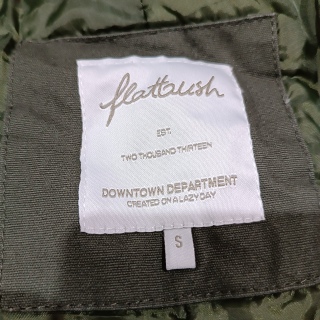 flatbush
EST.
TWO THOUSAND THIRTEEN
DOWNTOWN DEPARTMENT
CREATED ON A LAZY DAY
S